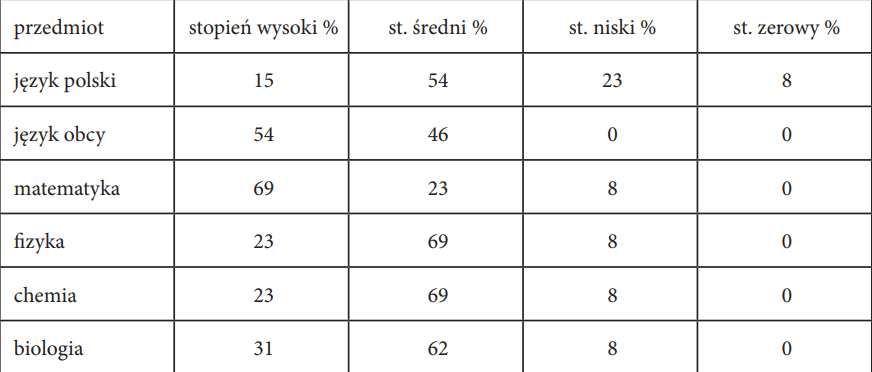 przedmiot stopień wysoki % st. średni % st. niski % st. zerowy %
język polski 15 54 23 8
język obcy 54 46 0 0
matematyka 69 23 8 0
fizyka 23 69 8 0
chemia 23 69 8 0
biologia 31 62 8 0